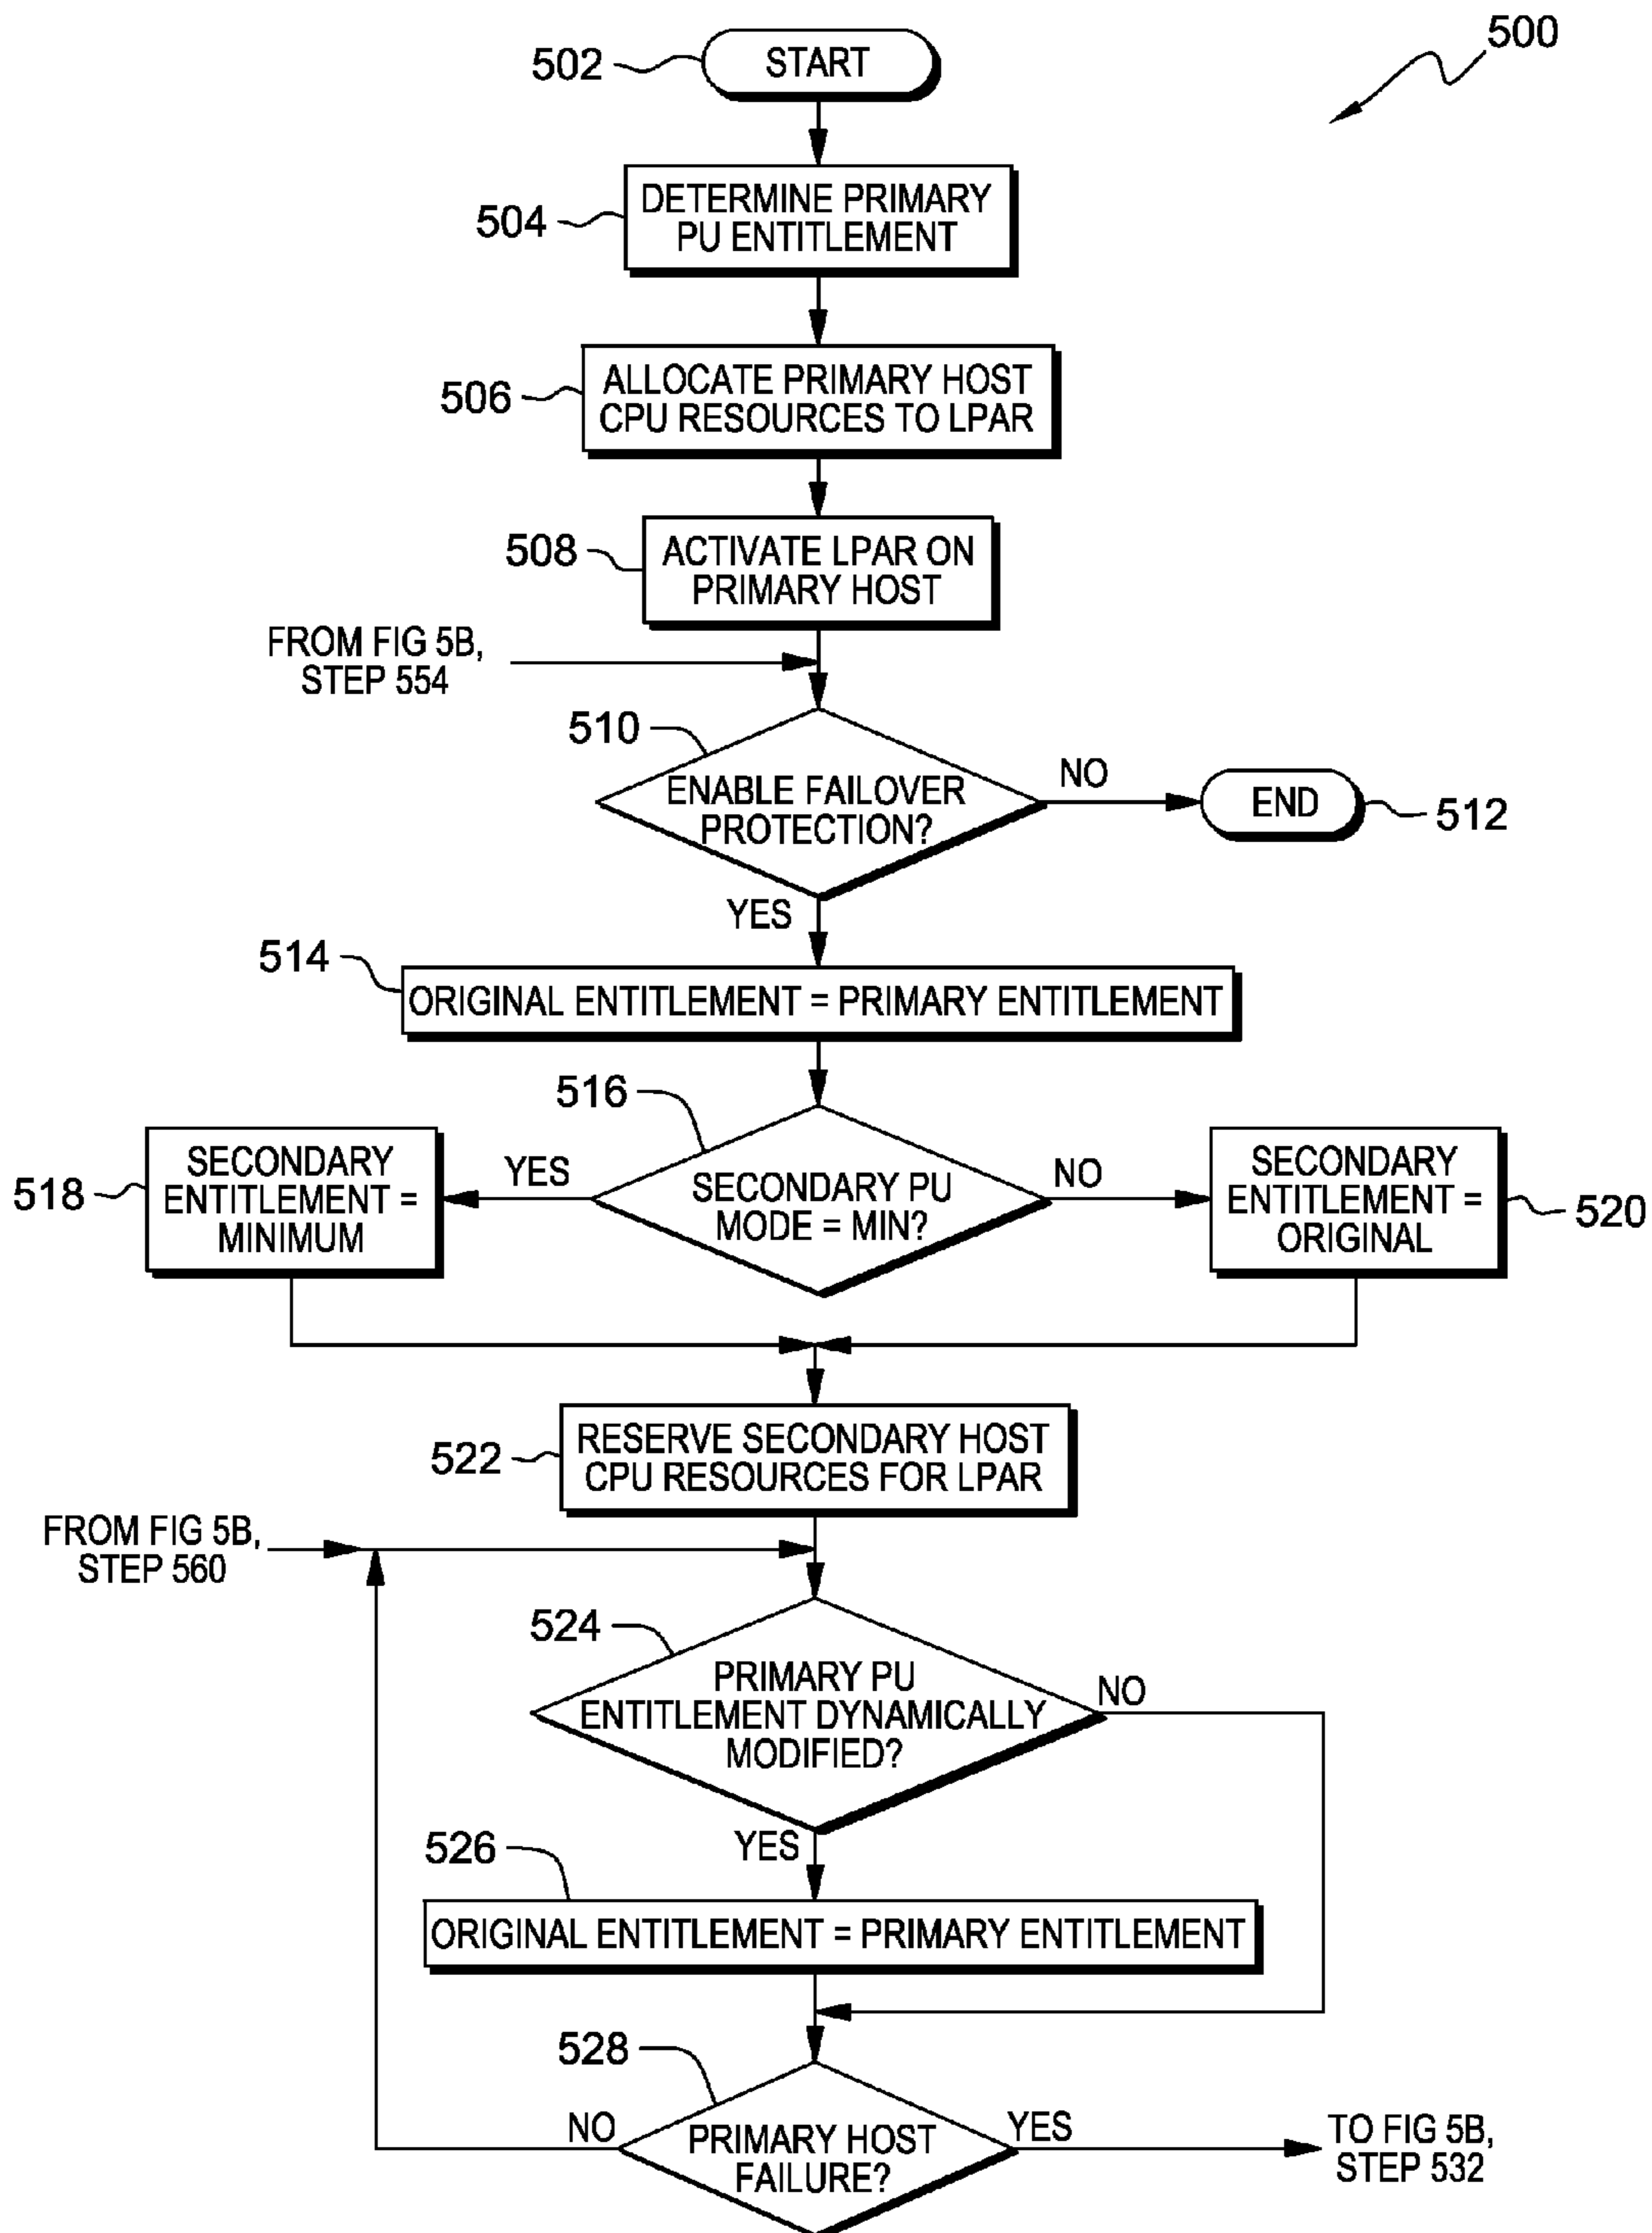 500
502
START
504
DETERMINE PRIMARY
PU ENTITLEMENT
506
ALLOCATE PRIMARY HOST
CPU RESOURCES TO LPAR
508
ACTIVATE LPAR ON
PRIMARY HOST
FROM FIG 5B,
STEP 554
510
ENABLE FAILOVER
PROTECTION?
NO
END
512
YES
514
ORIGINAL ENTITLEMENT = PRIMARY ENTITLEMENT
516
SECONDARY PU
MODE = MIN?
YES
NO
518
SECONDARY
ENTITLEMENT =
MINIMUM
SECONDARY
ENTITLEMENT =
ORIGINAL
520
522
RESERVE SECONDARY HOST
CPU RESOURCES FOR LPAR
FROM FIG 5B,
STEP 560
524
PRIMARY PU
ENTITLEMENT DYNAMICALLY
MODIFIED?
NO
YES
526
ORIGINAL ENTITLEMENT = PRIMARY ENTITLEMENT
528
NO
PRIMARY HOST
FAILURE?
YES
TO FIG 5B,
STEP 532